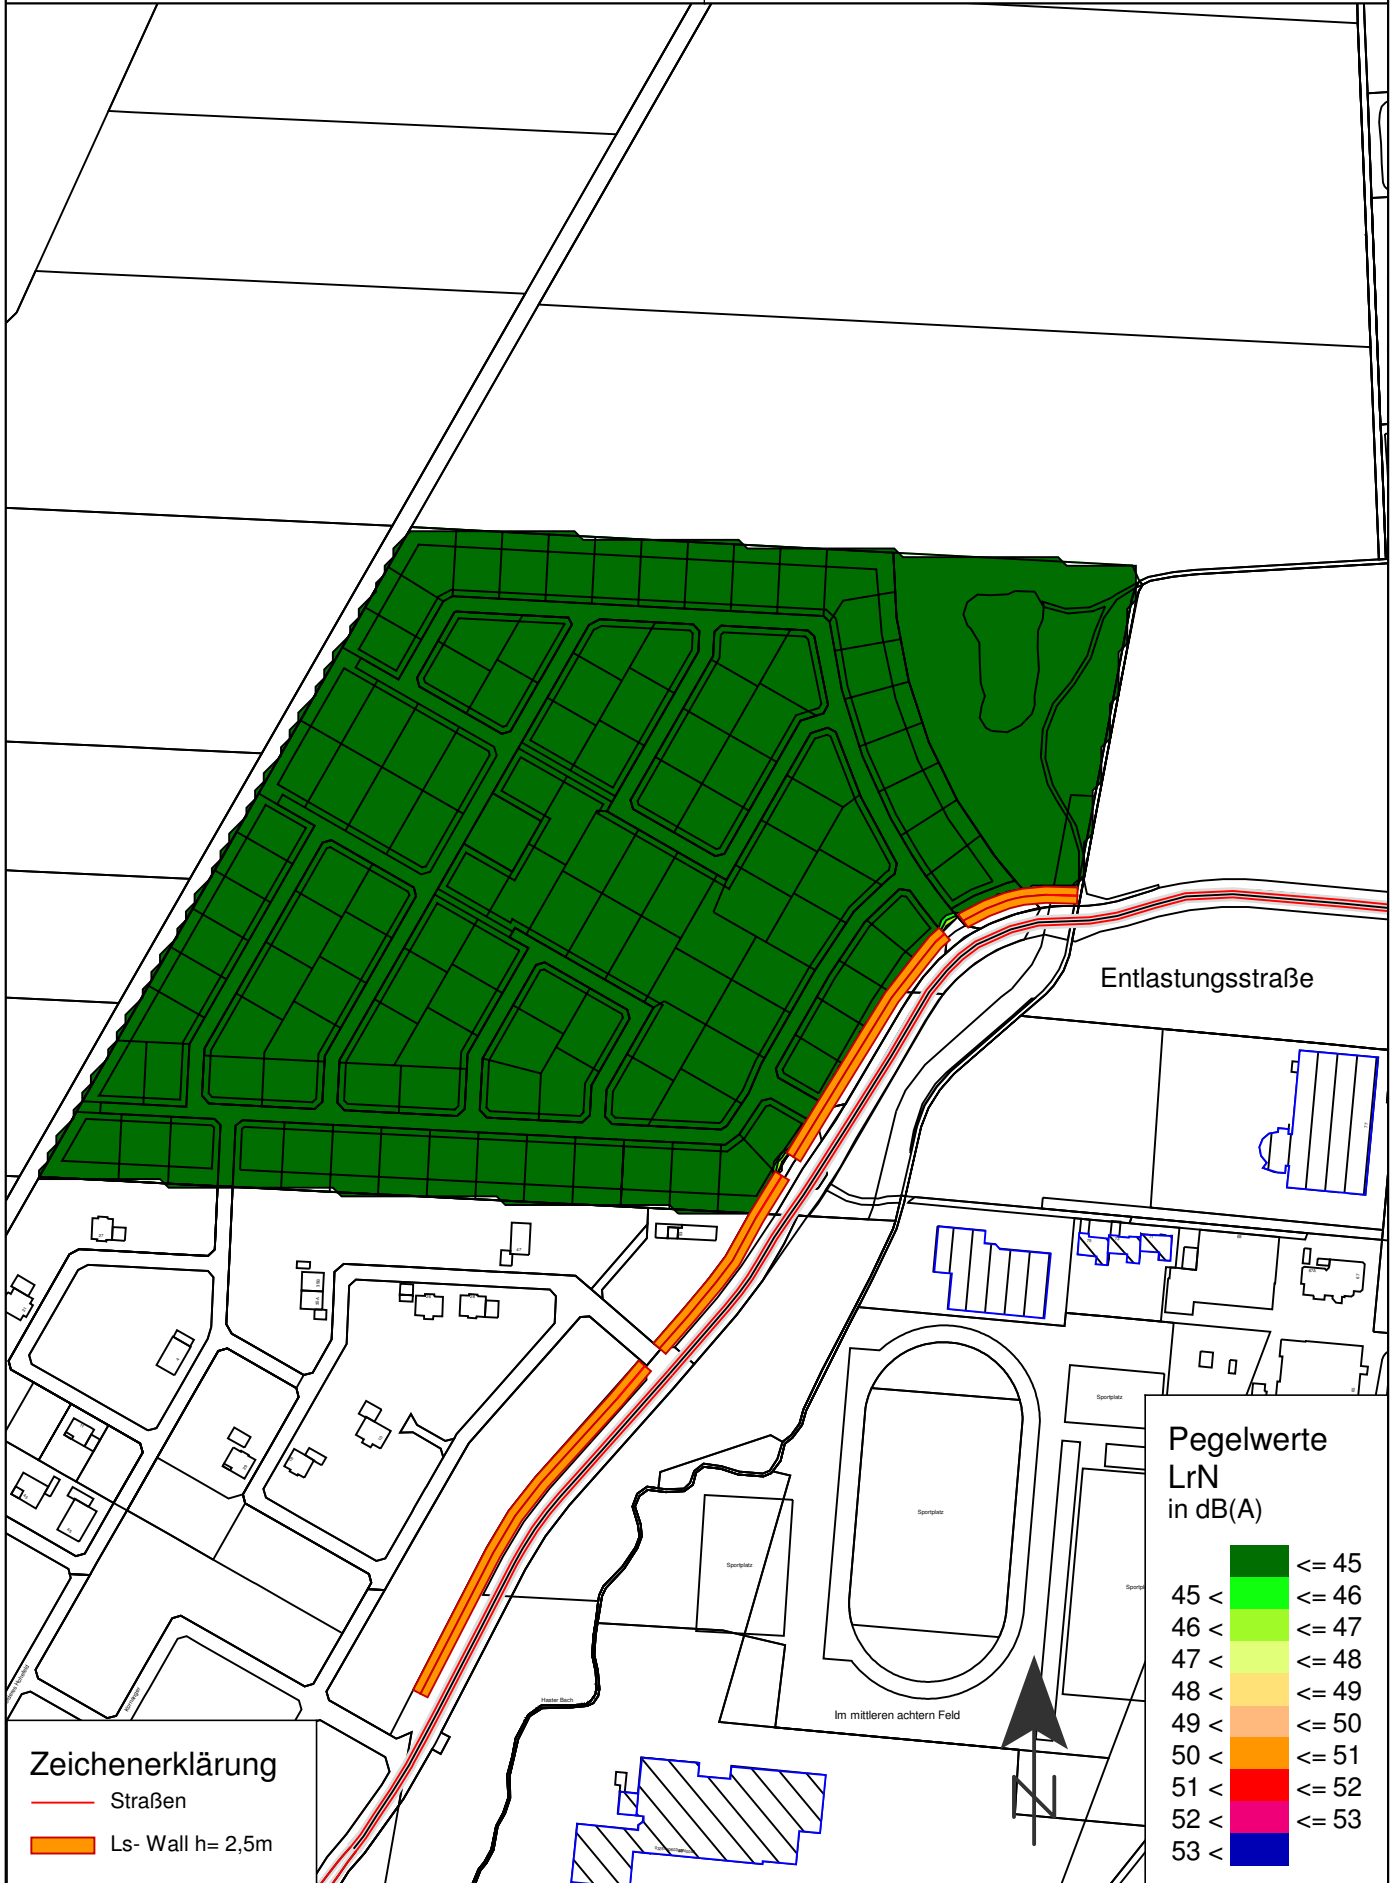 Entlastungsstraße
Sportplatz
Sportplatz
Sportplatz
Im mittleren achtern Feld
Haster Bach
Pegelwerte
LrN
in dB(A)
<= 45
45 < <= 46
46 < <= 47
47 < <= 48
48 < <= 49
49 < <= 50
50 < <= 51
51 < <= 52
52 < <= 53
53 <
N
Zeichenerklärung
Straßen
Ls- Wall h= 2,5m